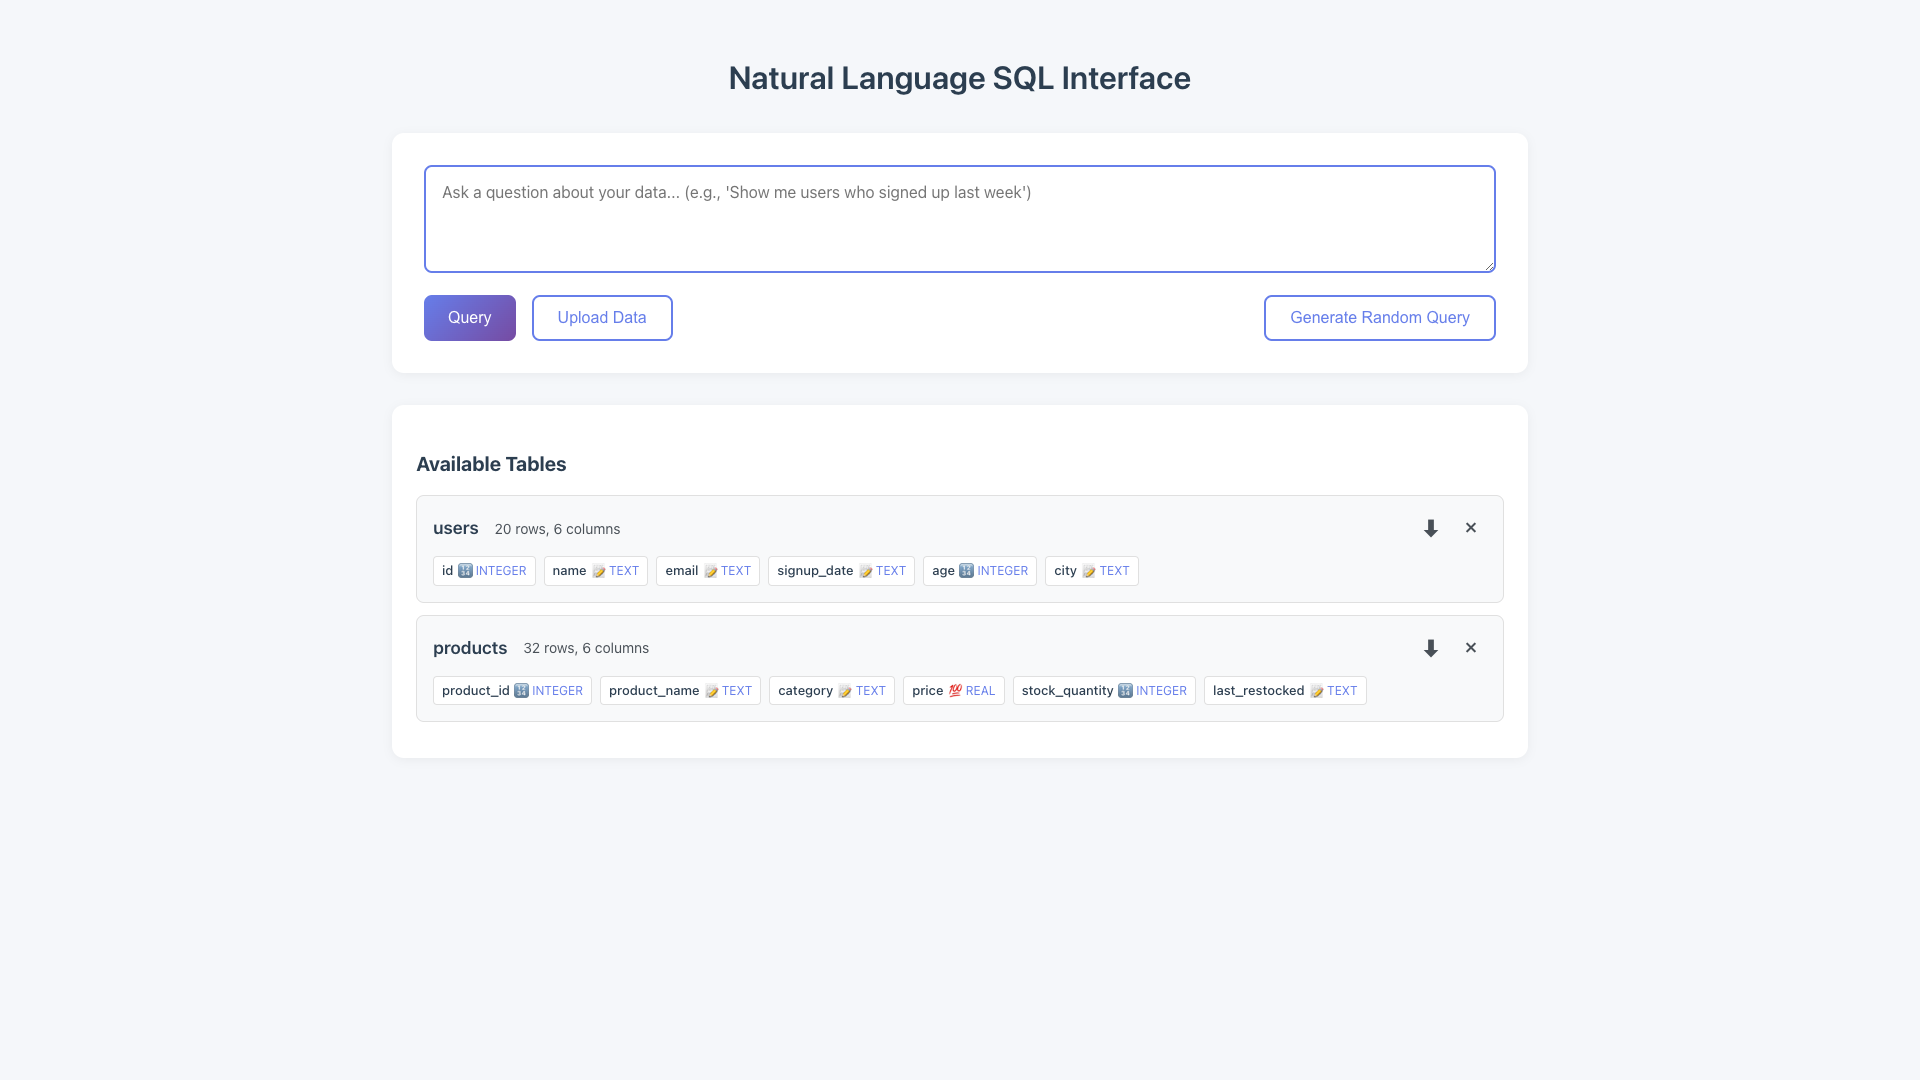 Natural Language SQL Interface
Ask a question about your data... (e.g., 'Show me users who signed up last week')
Query Upload Data Generate Random Query
Available Tables
users 20 rows, 6 columns ⬇ ×
id 🔢 INTEGER name 📝 TEXT email 📝 TEXT signup_date 📝 TEXT age 🔢 INTEGER city 📝 TEXT
products 32 rows, 6 columns ⬇ ×
product_id 🔢 INTEGER product_name 📝 TEXT category 📝 TEXT price 💯 REAL stock_quantity 🔢 INTEGER last_restocked 📝 TEXT